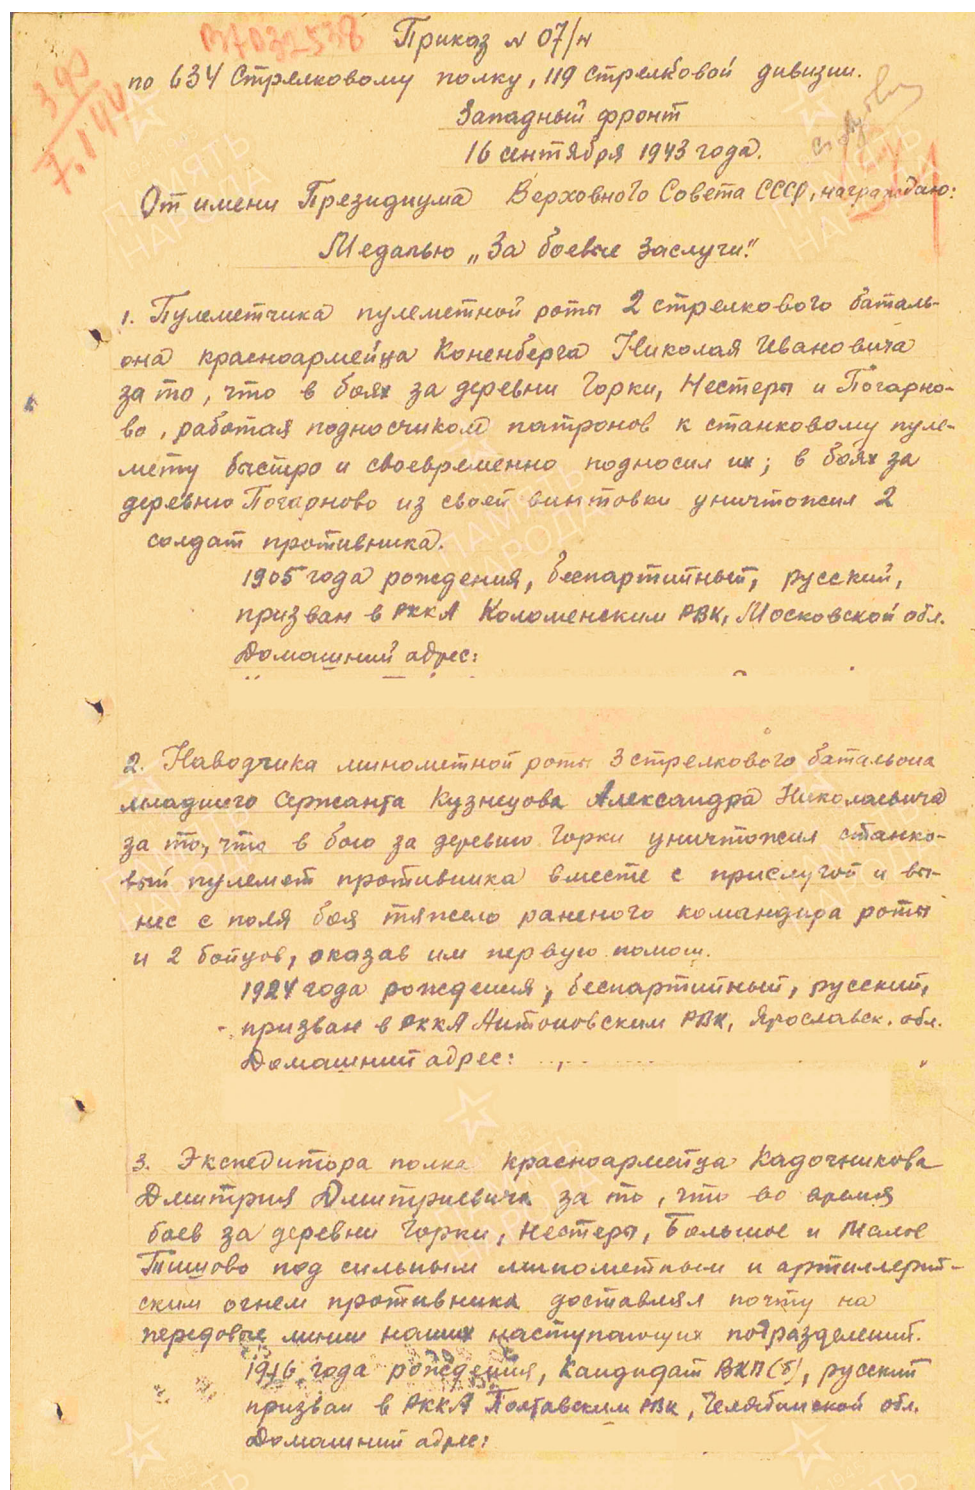 Приказ № 07/н
по 634 Стрелковому полку, 119 стрелковой дивизии.
Западный фронт
16 сентября 1943 года.
От имени Президиума Верховного Совета СССР, награждаю:
Медалью „За боевые заслуги"
1. Пулеметчика пулеметной роты 2 стрелкового баталь-
она красноармейца Коненберга Николая Ивановича
за то, что в боях за деревни Горки, Нестеры и Погарно-
во, работая подносчиком патронов к станковому пуле-
мету быстро и своевременно подносил их; в боях за
деревню Погарново из своей винтовки уничтожил 2
солдат противника.
1905 года рождения, беспартийный, русский,
призван в РККА Коломенским РВК, Московской обл.
Домашний адрес:
2. Наводчика минометной роты 3 стрелкового батальона
младшего сержанта Кузнецова Александра Николаевича
за то, что в бою за деревню Горки уничтожил станко-
вый пулемет противника вместе с прислугой и вы-
нес с поля боя тяжело раненого командира роты
и 2 бойцов, оказав им первую помощ.
1924 года рождения, беспартийный, русский,
призван в РККА Антоновским РВК, Ярославск. обл.
Домашний адрес:
3. Экспедитора полка красноармейца Кадочникова
Дмитрия Дмитриевича за то, что во время
боев за деревни Горки, Нестеры, Большое и Малое
Тишово под сильным минометным и артиллерий-
ским огнем противника доставлял почту на
передовые линии наших наступающих подразделений.
1916 года рождения, Кандидат ВКП(б), русский
призван в РККА Полтавским РВК, Челябинской обл.
Домашний адрес:
ПАМЯТЬ
НАРОДА